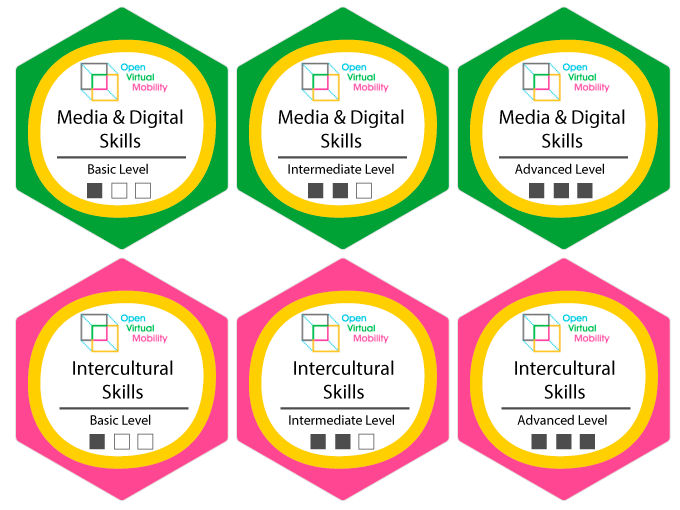 Open
Virtual
Mobility
Media & Digital
Skills
Basic Level
Open
Virtual
Mobility
Media & Digital
Skills
Intermediate Level
Open
Virtual
Mobility
Media & Digital
Skills
Advanced Level
Open
Virtual
Mobility
Intercultural
Skills
Basic Level
Open
Virtual
Mobility
Intercultural
Skills
Intermediate Level
Open
Virtual
Mobility
Intercultural
Skills
Advanced Level